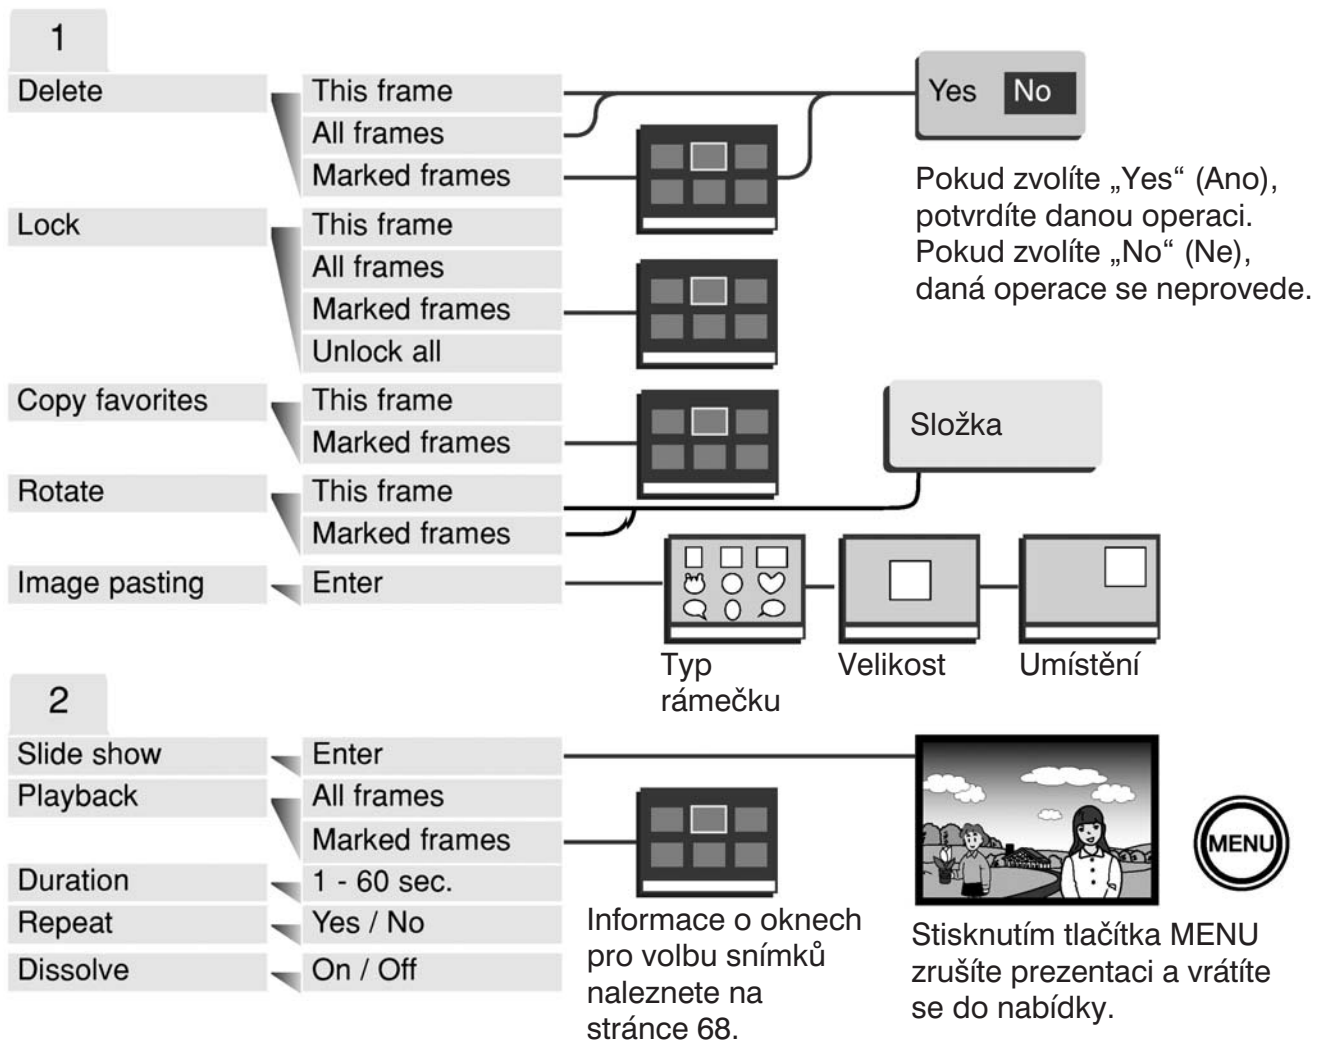 1
Delete
This frame
All frames
Marked frames
Yes No
Pokud zvolíte „Yes“ (Ano),
potvrdíte danou operaci.
Pokud zvolíte „No“ (Ne),
daná operace se neprovede.
Lock
This frame
All frames
Marked frames
Unlock all
Copy favorites
This frame
Marked frames
Složka
Rotate
This frame
Marked frames
Image pasting
Enter
Typ
rámečku
Velikost
Umístění
2
Slide show
Enter
Playback
All frames
Marked frames
Duration
1 - 60 sec.
Repeat
Yes / No
Dissolve
On / Off
Informace o oknech
pro volbu snímků
naleznete na
stránce 68.
MENU
Stisknutím tlačítka MENU
zrušíte prezentaci a vrátíte
se do nabídky.